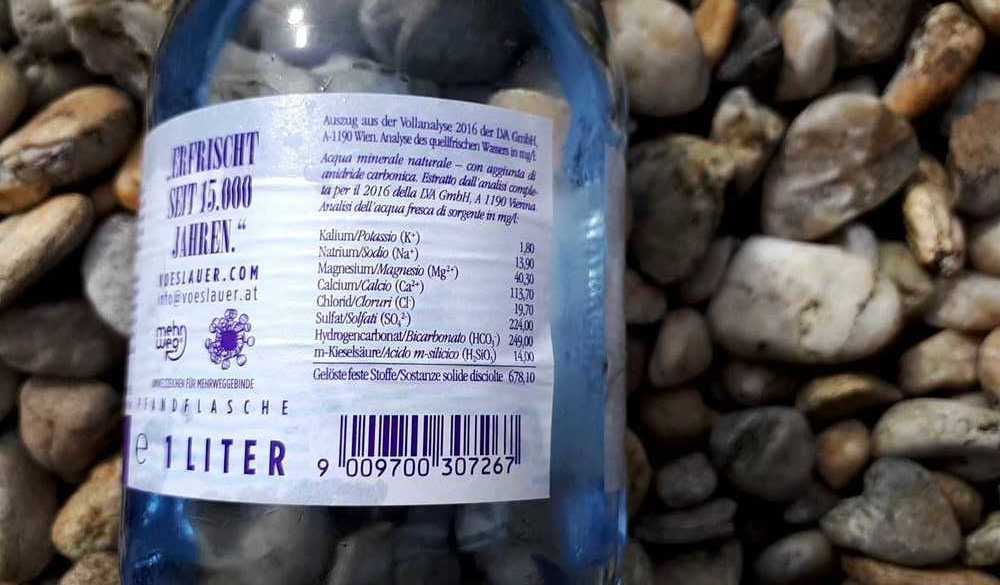 „ERFRISCHT
SEIT 15.000
JAHREN.“
VOESLAUER.COM
info@voeslauer.at
mehr
weg
UMWELTZEICHEN FÜR MEHRWEGGEBINDE
PFANDFLASCHE
e 1 LITER
Auszug aus der Vollanalyse 2016 der LVA GmbH,
A-1190 Wien. Analyse des quellfrischen Wassers in mg/l:
Acqua minerale naturale – con aggiunta di
anidride carbonica. Estratto dall'analisi comple-
ta per il 2016 della LVA GmbH, A 1190 Vienna.
Analisi dell'acqua fresca di sorgente in mg/l:
Kalium/Potassio (K⁺) 1,80
Natrium/Sodio (Na⁺) 13,90
Magnesium/Magnesio (Mg²⁺) 40,30
Calcium/Calcio (Ca²⁺) 113,70
Chlorid/Cloruri (Cl⁻) 19,70
Sulfat/Solfati (SO₄²⁻) 224,00
Hydrogencarbonat/Bicarbonato (HCO₃⁻) 249,00
m-Kieselsäure/Acido m-silicico (H₂SiO₃) 14,00
Gelöste feste Stoffe/Sostanze solide disciolte 678,10
9 009700 307267